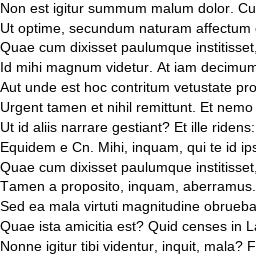 Non est igitur summum malum dolor. Cu
Ut optime, secundum naturam affectum
Quae cum dixisset paulumque institisset,
Id mihi magnum videtur. At iam decimum
Aut unde est hoc contritum vetustate pro
Urgent tamen et nihil remittunt. Et nemo
Ut id aliis narrare gestiant? Et ille ridens:
Equidem e Cn. Mihi, inquam, qui te id ips
Quae cum dixisset paulumque institisset,
Tamen a proposito, inquam, aberramus.
Sed ea mala virtuti magnitudine obrueba
Quae ista amicitia est? Quid censes in La
Nonne igitur tibi videntur, inquit, mala? F